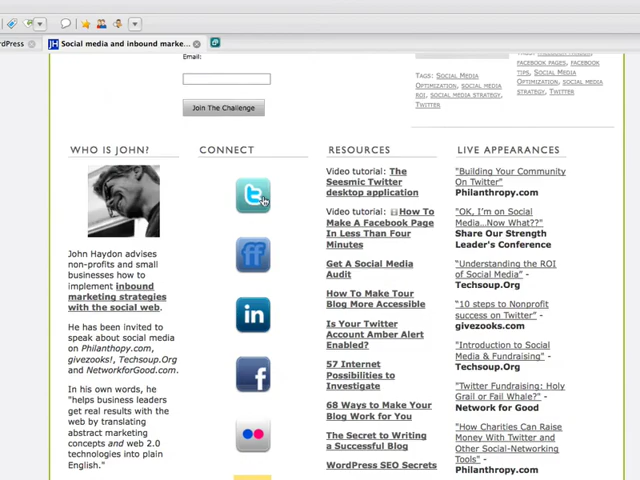 rdPress
JH Social media and inbound marke...
Email:
Join The Challenge
TAGS: SOCIAL MEDIA
OPTIMIZATION, SOCIAL MEDIA
ROI, SOCIAL MEDIA STRATEGY,
TWITTER
FACEBOOK PAGES, FACEBOOK
TIPS, SOCIAL MEDIA
OPTIMIZATION, SOCIAL MEDIA
STRATEGY, TWITTER
WHO IS JOHN?
John Haydon advises
non-profits and small
businesses how to
implement inbound
marketing strategies
with the social web.
He has been invited to
speak about social media
on Philanthopy.com,
givezooks!, Techsoup.Org
and NetworkforGood.com.
In his own words, he
"helps business leaders
get real results with the
web by translating
abstract marketing
concepts and web 2.0
technologies into plain
English."
CONNECT
t
ff
in
f
RESOURCES
Video tutorial: The
Seesmic Twitter
desktop application
Video tutorial: How To
Make A Facebook Page
In Less Than Four
Minutes
Get A Social Media
Audit
How To Make Tour
Blog More Accessible
Is Your Twitter
Account Amber Alert
Enabled?
57 Internet
Possibilities to
Investigate
68 Ways to Make Your
Blog Work for You
The Secret to Writing
a Successful Blog
WordPress SEO Secrets
LIVE APPEARANCES
"Building Your Community
On Twitter"
Philanthropy.com
"OK, I'm on Social
Media...Now What??"
Share Our Strength
Leader's Conference
"Understanding the ROI
of Social Media" -
Techsoup.Org
"10 steps to Nonprofit
success on Twitter" -
givezooks.com
"Introduction to Social
Media & Fundraising" -
Techsoup.Org
"Twitter Fundraising: Holy
Grail or Fail Whale?" -
Network for Good
"How Charities Can Raise
Money With Twitter and
Other Social-Networking
Tools" -
Philanthropy.com